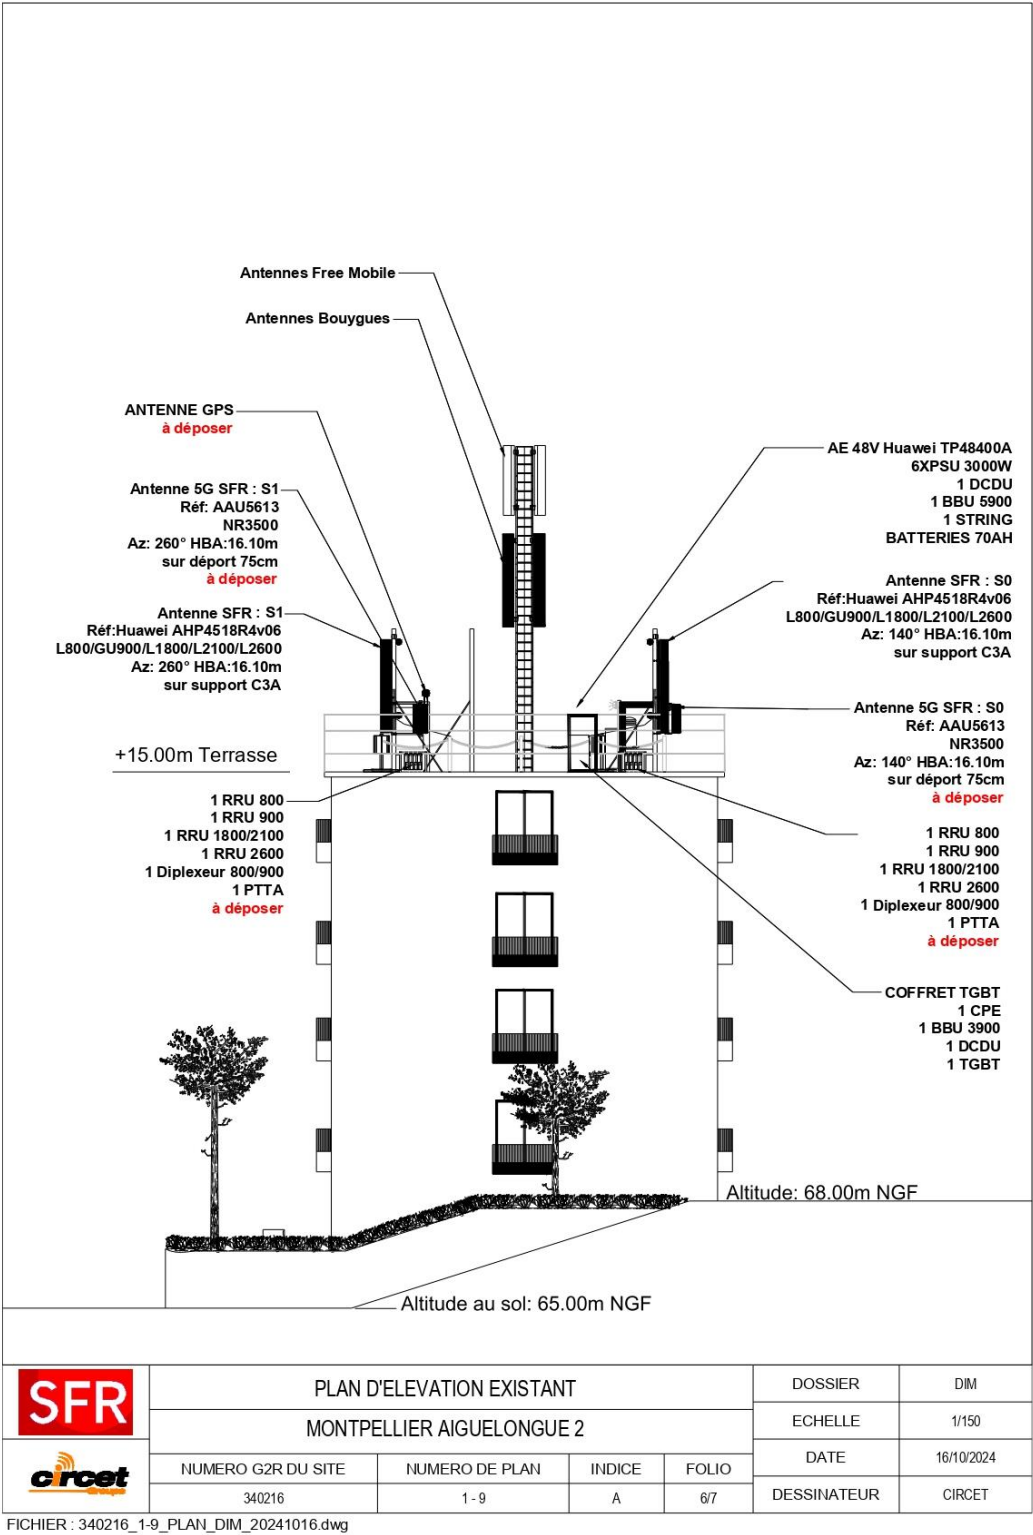 Antennes Free Mobile
Antennes Bouygues
ANTENNE GPS
à déposer
Antenne 5G SFR : S1
Réf: AAU5613
NR3500
Az: 260° HBA:16.10m
sur déport 75cm
à déposer
Antenne SFR : S1
Réf:Huawei AHP4518R4v06
L800/GU900/L1800/L2100/L2600
Az: 260° HBA:16.10m
sur support C3A
+15.00m Terrasse
1 RRU 800
1 RRU 900
1 RRU 1800/2100
1 RRU 2600
1 Diplexeur 800/900
1 PTTA
à déposer
AE 48V Huawei TP48400A
6XPSU 3000W
1 DCDU
1 BBU 5900
1 STRING
BATTERIES 70AH
Antenne SFR : S0
Réf:Huawei AHP4518R4v06
L800/GU900/L1800/L2100/L2600
Az: 140° HBA:16.10m
sur support C3A
Antenne 5G SFR : S0
Réf: AAU5613
NR3500
Az: 140° HBA:16.10m
sur déport 75cm
à déposer
1 RRU 800
1 RRU 900
1 RRU 1800/2100
1 RRU 2600
1 Diplexeur 800/900
1 PTTA
à déposer
COFFRET TGBT
1 CPE
1 BBU 3900
1 DCDU
1 TGBT
Altitude: 68.00m NGF
Altitude au sol: 65.00m NGF
SFR
circet
Groupe
PLAN D'ELEVATION EXISTANT
MONTPELLIER AIGUELONGUE 2
NUMERO G2R DU SITE NUMERO DE PLAN INDICE FOLIO
340216 1 - 9 A 6/7
DOSSIER DIM
ECHELLE 1/150
DATE 16/10/2024
DESSINATEUR CIRCET
FICHIER : 340216_1-9_PLAN_DIM_20241016.dwg